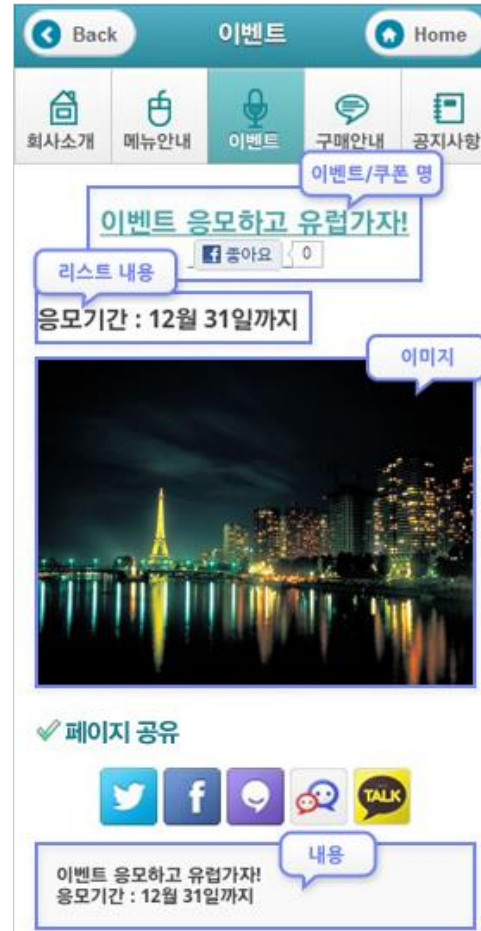 Back 이벤트 Home
회사소개 메뉴안내 이벤트 구매안내 공지사항
이벤트/쿠폰 명
이벤트 응모하고 유럽가자!
좋아요 0
리스트 내용
응모기간 : 12월 31일까지
이미지
페이지 공유
f TALK
내용
이벤트 응모하고 유럽가자!
응모기간 : 12월 31일까지